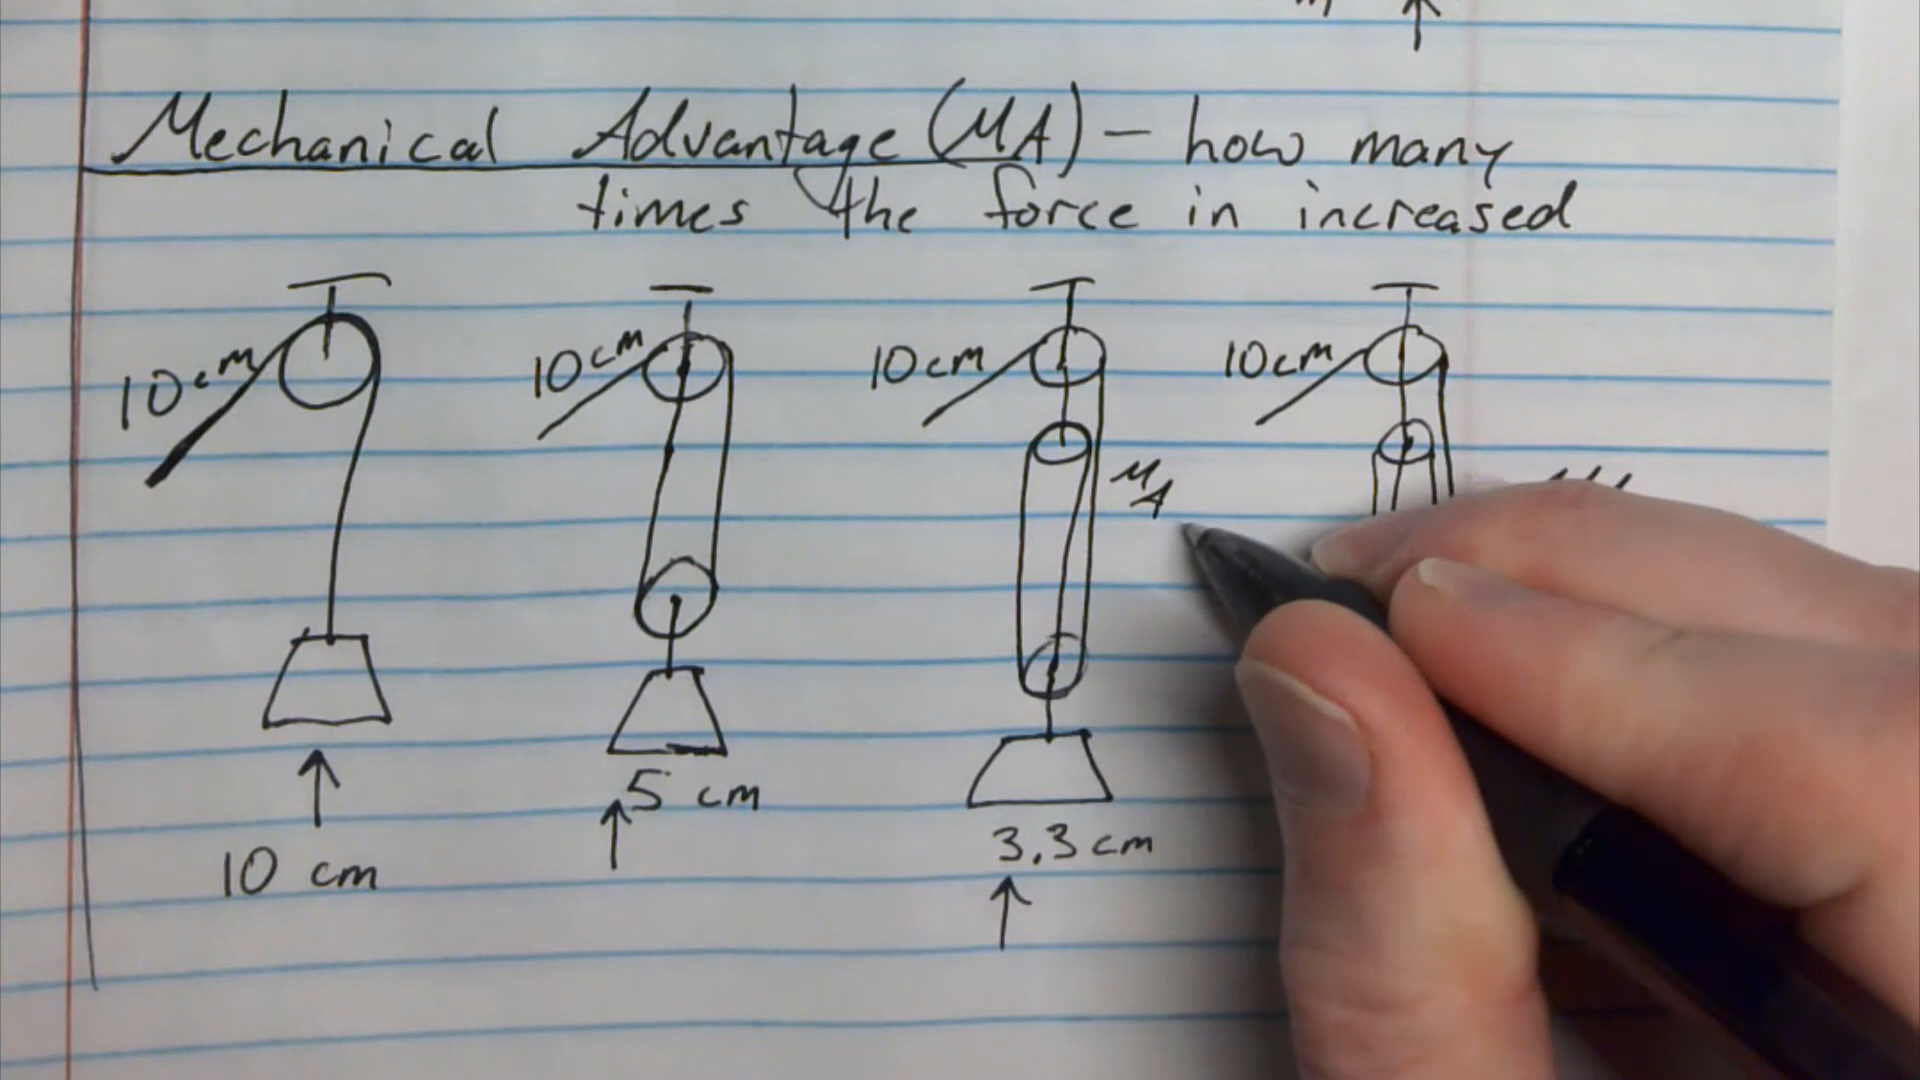 Mechanical Advantage (MA) – how many
times the force in increased
10cm 10cm 10cm 10cm
MA
5 cm
3.3 cm
10 cm